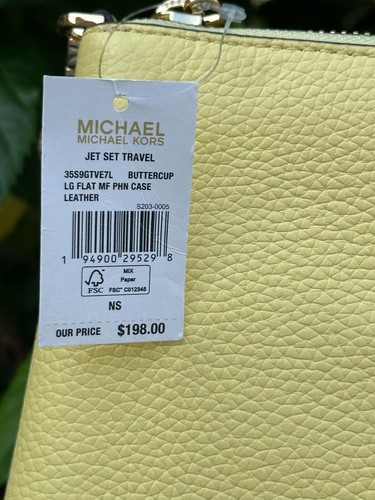 MICHAEL
MICHAEL KORS
JET SET TRAVEL
35S9GTVE7L BUTTERCUP
LG FLAT MF PHN CASE
LEATHER
S203-0005
1 94900 29529 8
FSC
MIX
Paper
FSC® C012345
NS
OUR PRICE $198.00